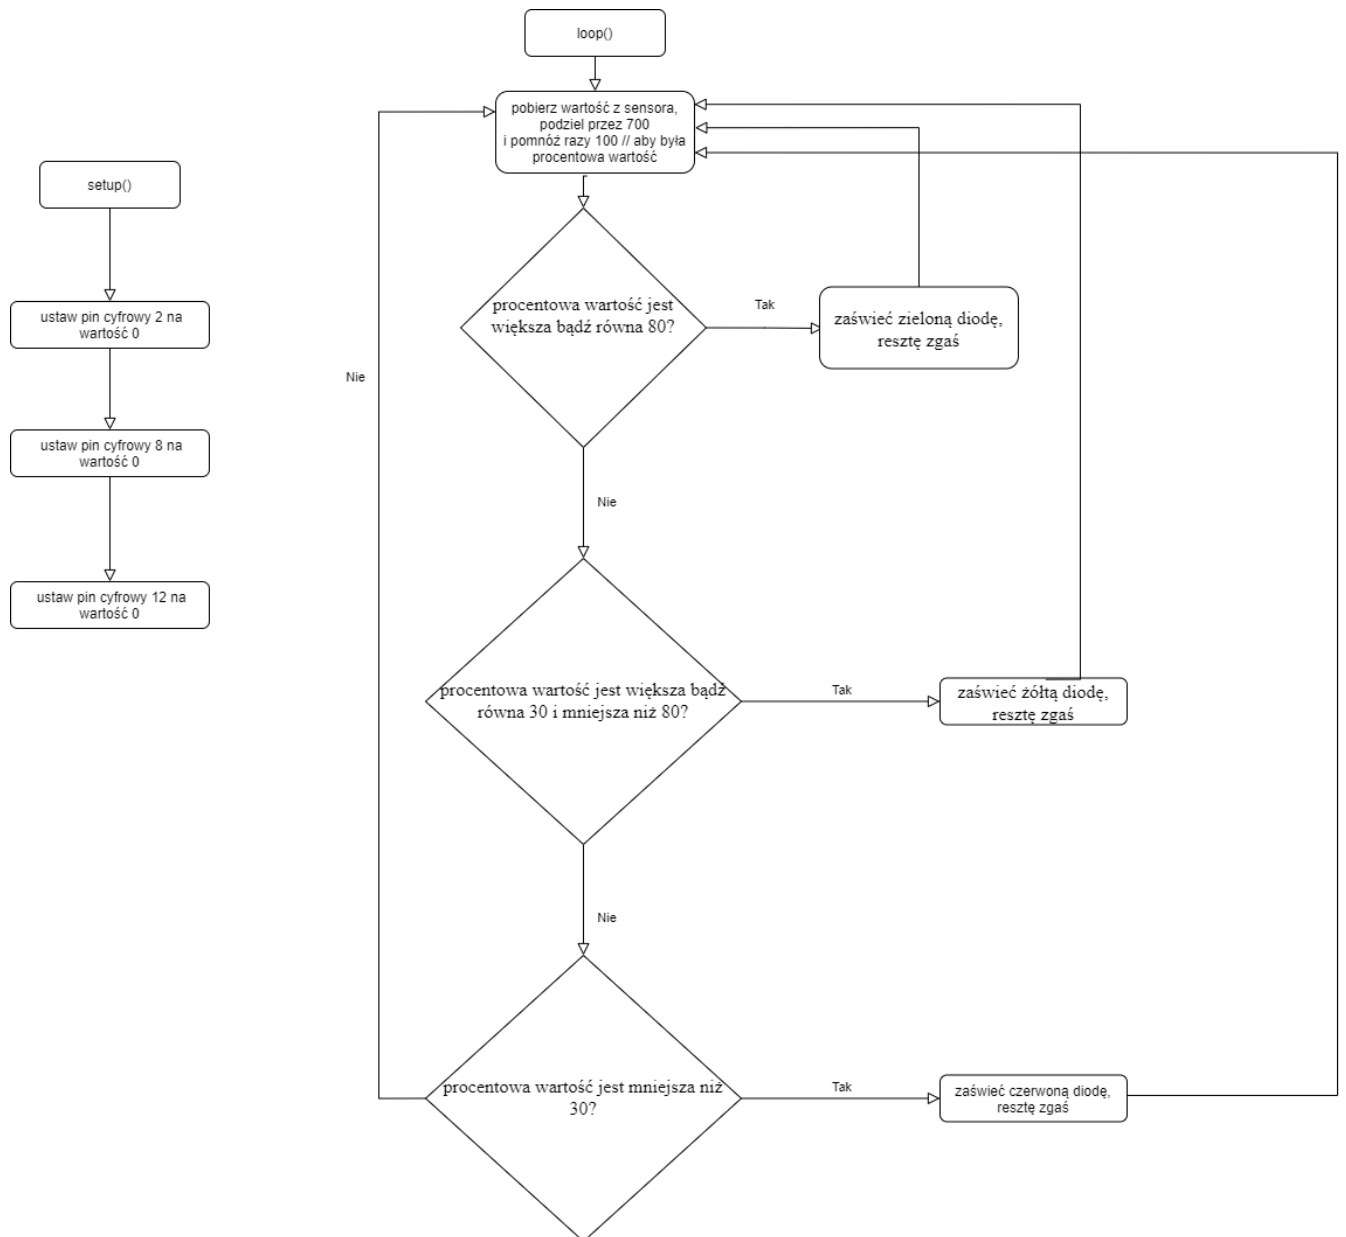 loop()
pobierz wartość z sensora,
podziel przez 700
i pomnóż razy 100 // aby była
procentowa wartość
setup()
ustaw pin cyfrowy 2 na
wartość 0
ustaw pin cyfrowy 8 na
wartość 0
ustaw pin cyfrowy 12 na
wartość 0
procentowa wartość jest
większa bądź równa 80?
Tak
zaświeć zieloną diodę,
resztę zgaś
Nie
Nie
procentowa wartość jest większa bądź
równa 30 i mniejsza niż 80?
Tak
zaświeć żółtą diodę,
resztę zgaś
Nie
procentowa wartość jest mniejsza niż
30?
Tak
zaświeć czerwoną diodę,
resztę zgaś